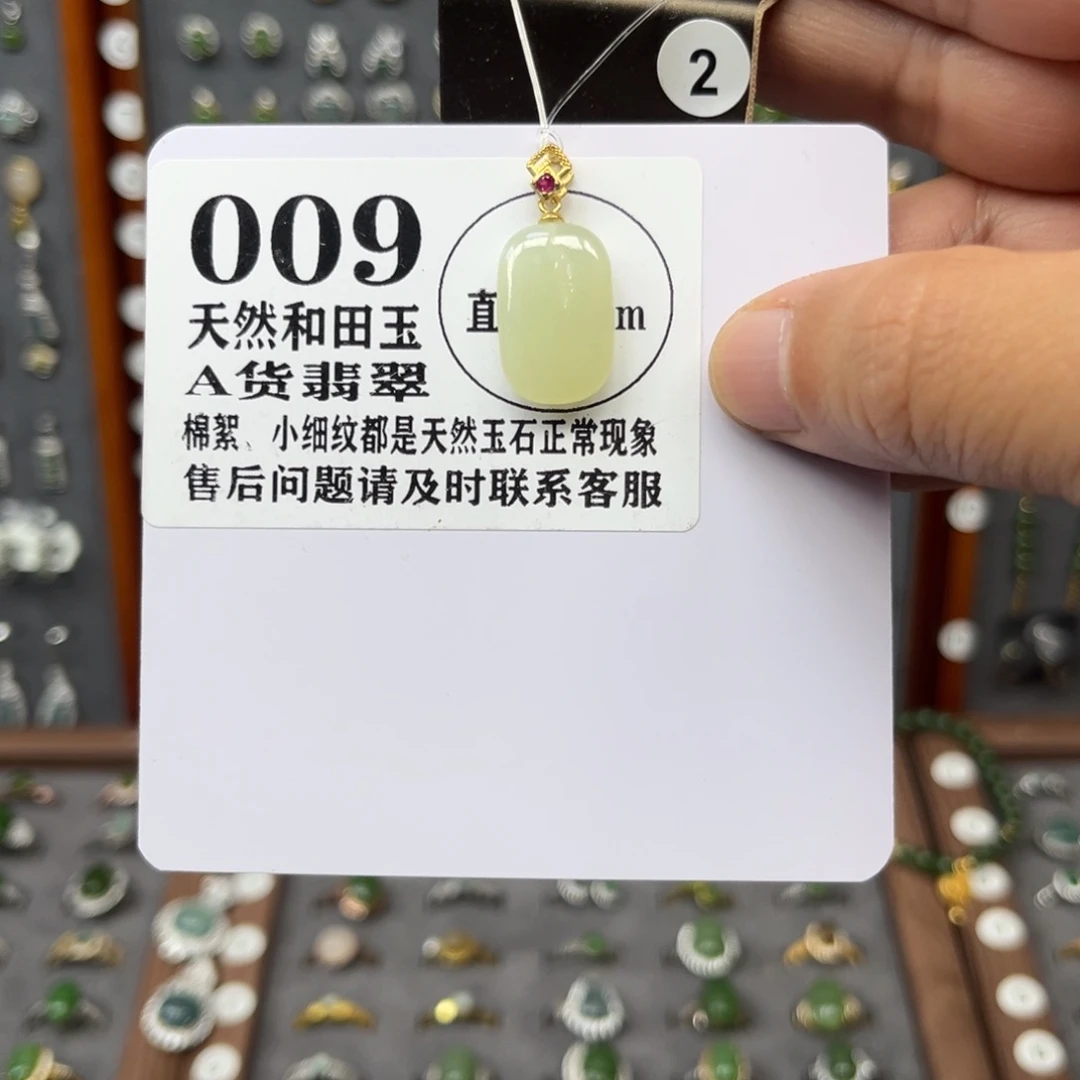 2
009
天然和田玉
直 m
A货翡翠
棉絮、小细纹都是天然玉石正常现象
售后问题请及时联系客服